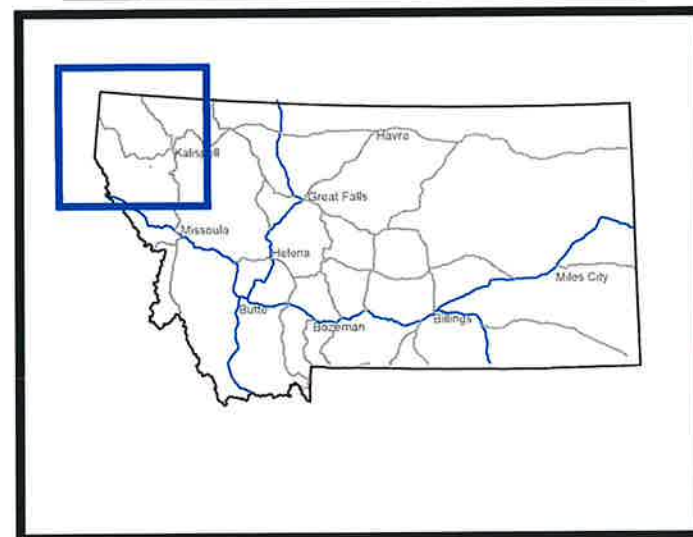 Havre
Kalispell
Great Falls
Missoula
Helena
Miles City
Butte
Bozeman
Billings